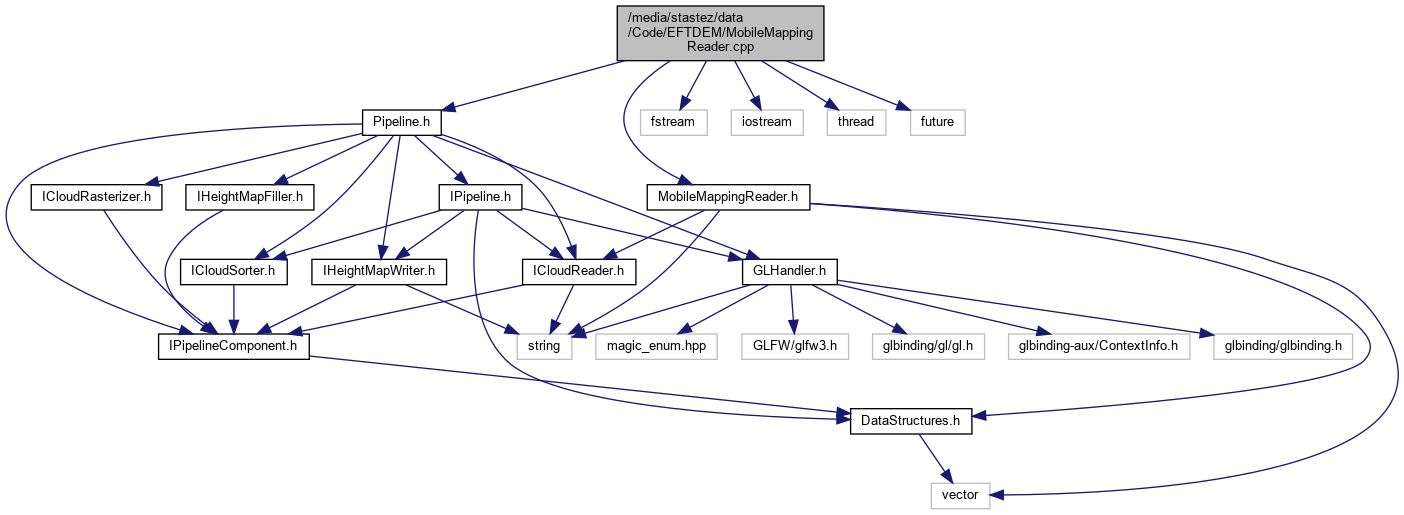 /media/stastez/data
/Code/EFTDEM/MobileMapping
Reader.cpp
Pipeline.h
fstream
iostream
thread
future
ICloudRasterizer.h
IHeightMapFiller.h
IPipeline.h
MobileMappingReader.h
ICloudSorter.h
IHeightMapWriter.h
ICloudReader.h
GLHandler.h
IPipelineComponent.h
string
magic_enum.hpp
GLFW/glfw3.h
glbinding/gl/gl.h
glbinding-aux/ContextInfo.h
glbinding/glbinding.h
DataStructures.h
vector